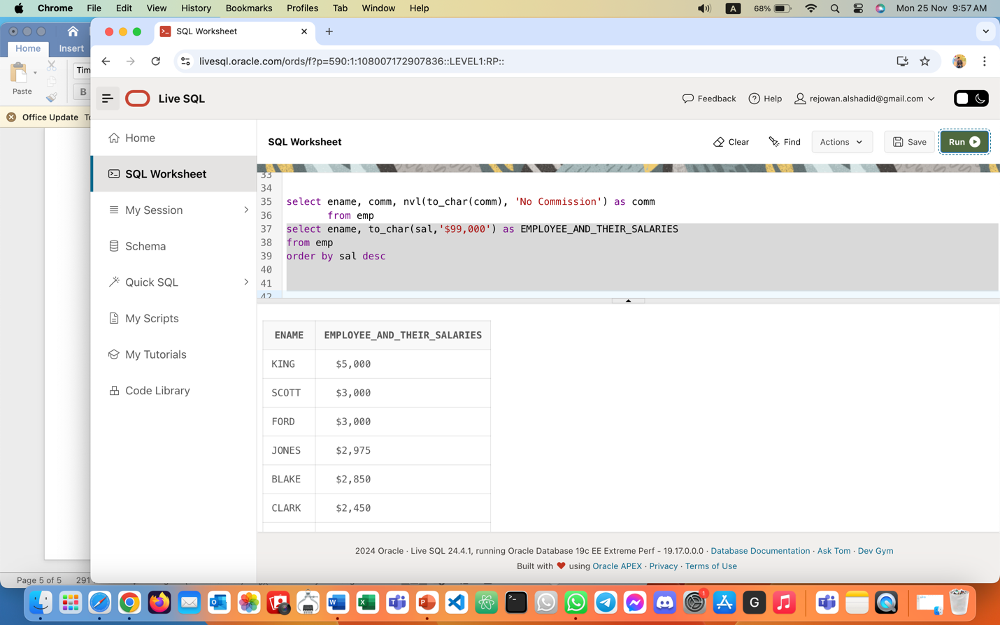 Chrome File Edit View History Bookmarks Profiles Tab Window Help
A 68% Mon 25 Nov 9:57 AM
SQL Worksheet
Home Insert
livesql.oracle.com/ords/f?p=590:1:108007172907836::LEVEL1:RP::
Tim
Paste
B
Live SQL
Feedback Help rejowan.alshadid@gmail.com
Office Update
Home
SQL Worksheet
My Session
Schema
Quick SQL
My Scripts
My Tutorials
Code Library
SQL Worksheet
Clear Find Actions Save Run
33
34
35 select ename, comm, nvl(to_char(comm), 'No Commission') as comm
36 from emp
37 select ename, to_char(sal,'$99,000') as EMPLOYEE_AND_THEIR_SALARIES
38 from emp
39 order by sal desc
40
41
42
ENAME EMPLOYEE_AND_THEIR_SALARIES
KING $5,000
SCOTT $3,000
FORD $3,000
JONES $2,975
BLAKE $2,850
CLARK $2,450
2024 Oracle · Live SQL 24.4.1, running Oracle Database 19c EE Extreme Perf - 19.17.0.0.0 · Database Documentation · Ask Tom · Dev Gym
Built with ❤ using Oracle APEX · Privacy · Terms of Use
Page 5 of 5 291